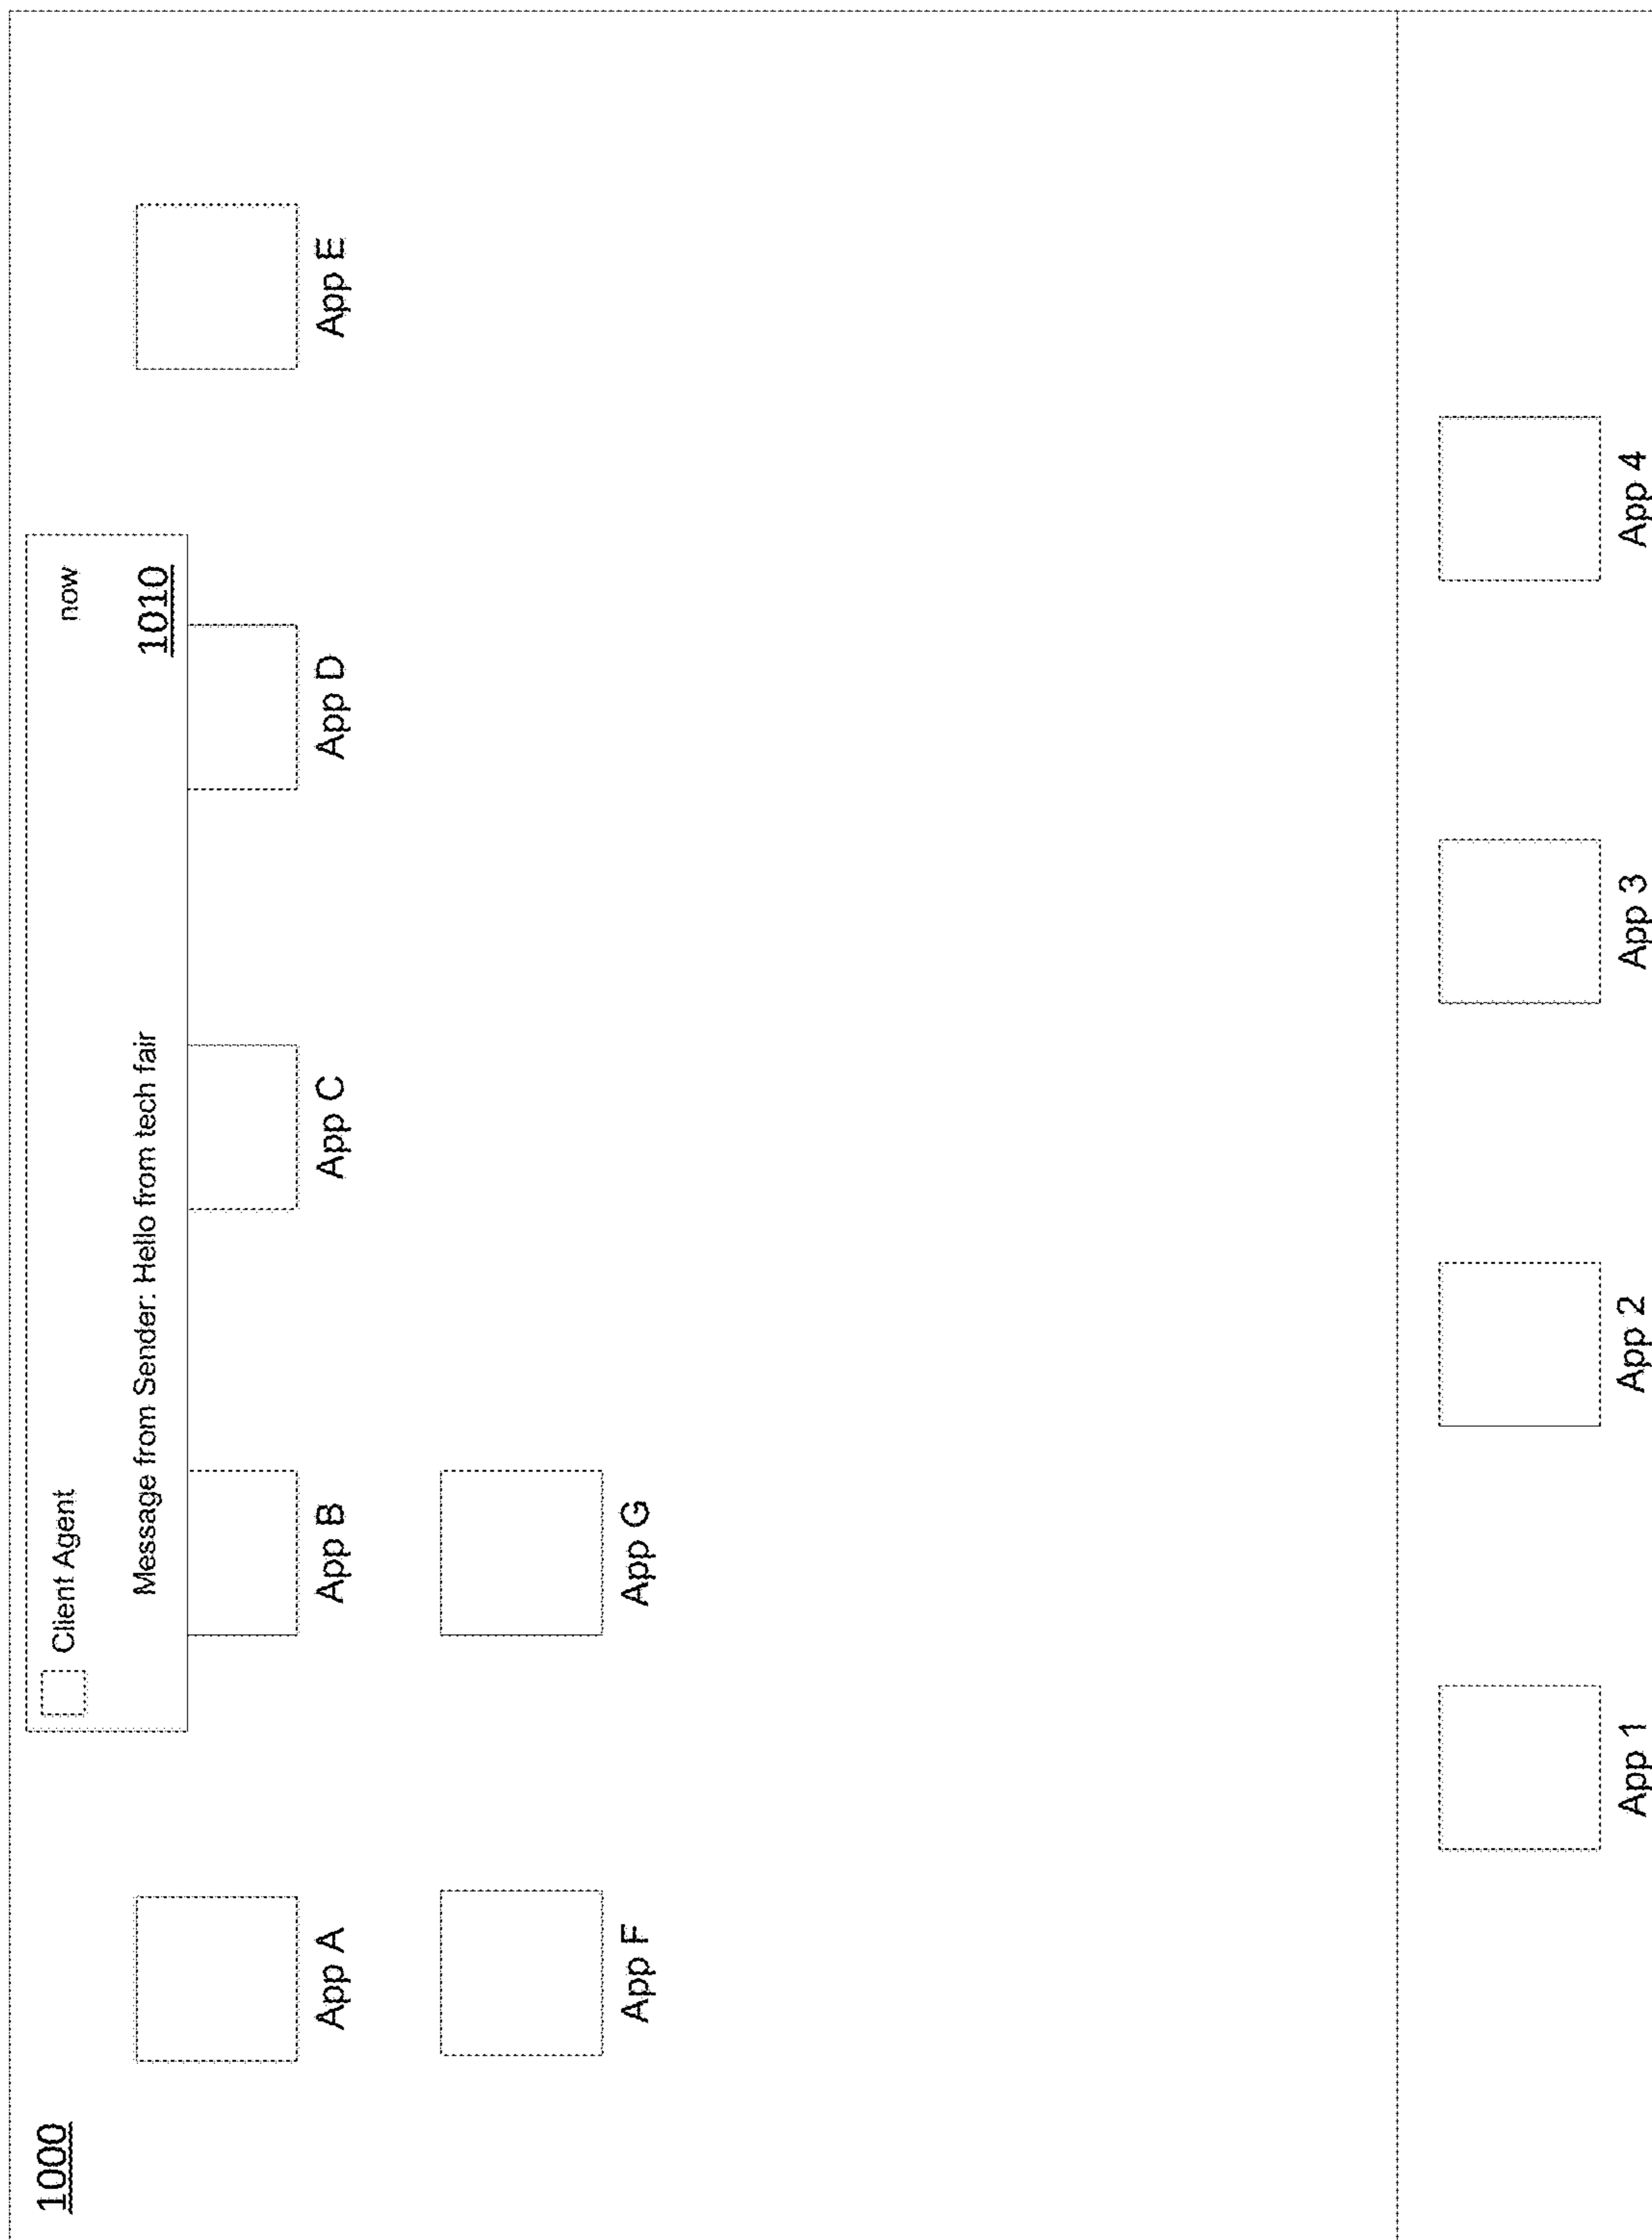 1000
Client Agent
now
Message from Sender: Hello from tech fair
1010
App A
App B
App C
App D
App E
App F
App G
App 1
App 2
App 3
App 4